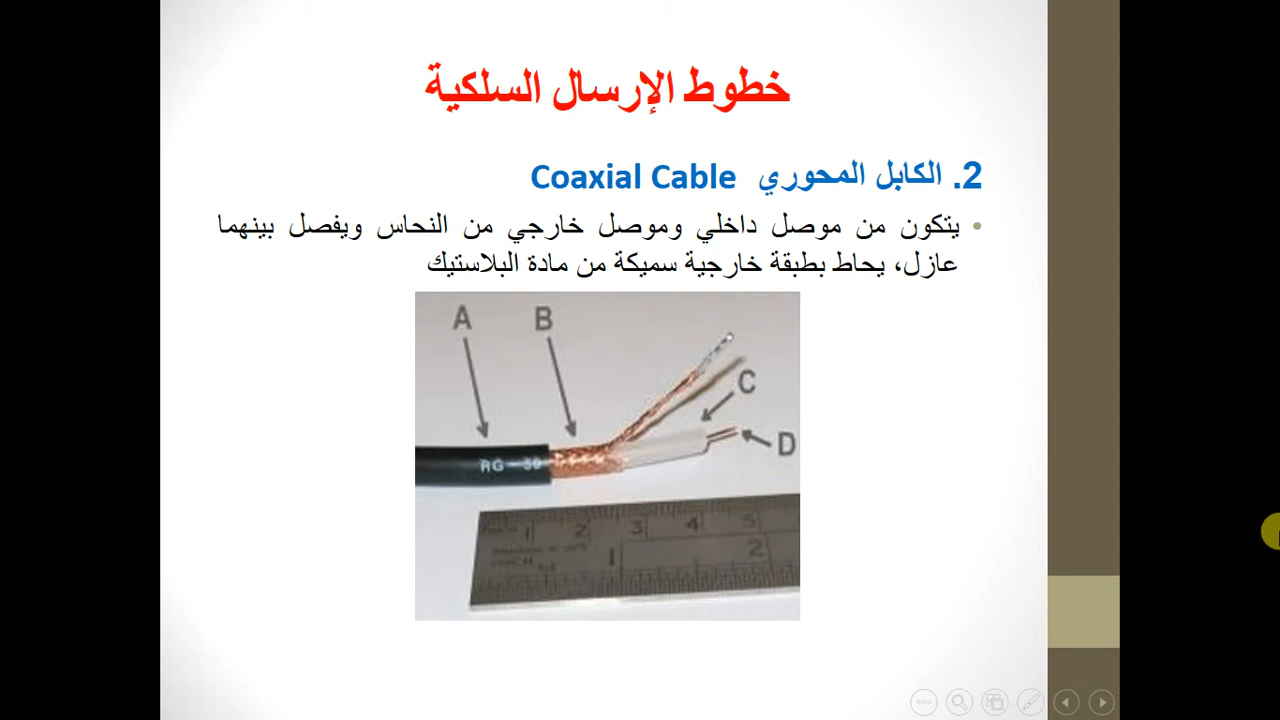 خطوط الإرسال السلكية
2. الكابل المحوري Coaxial Cable
• يتكون من موصل داخلي وموصل خارجي من النحاس ويفصل بينهما
عازل، يحاط بطبقة خارجية سميكة من مادة البلاستيك
A B
C
D
RG-
1 2 3 4 5
1 2